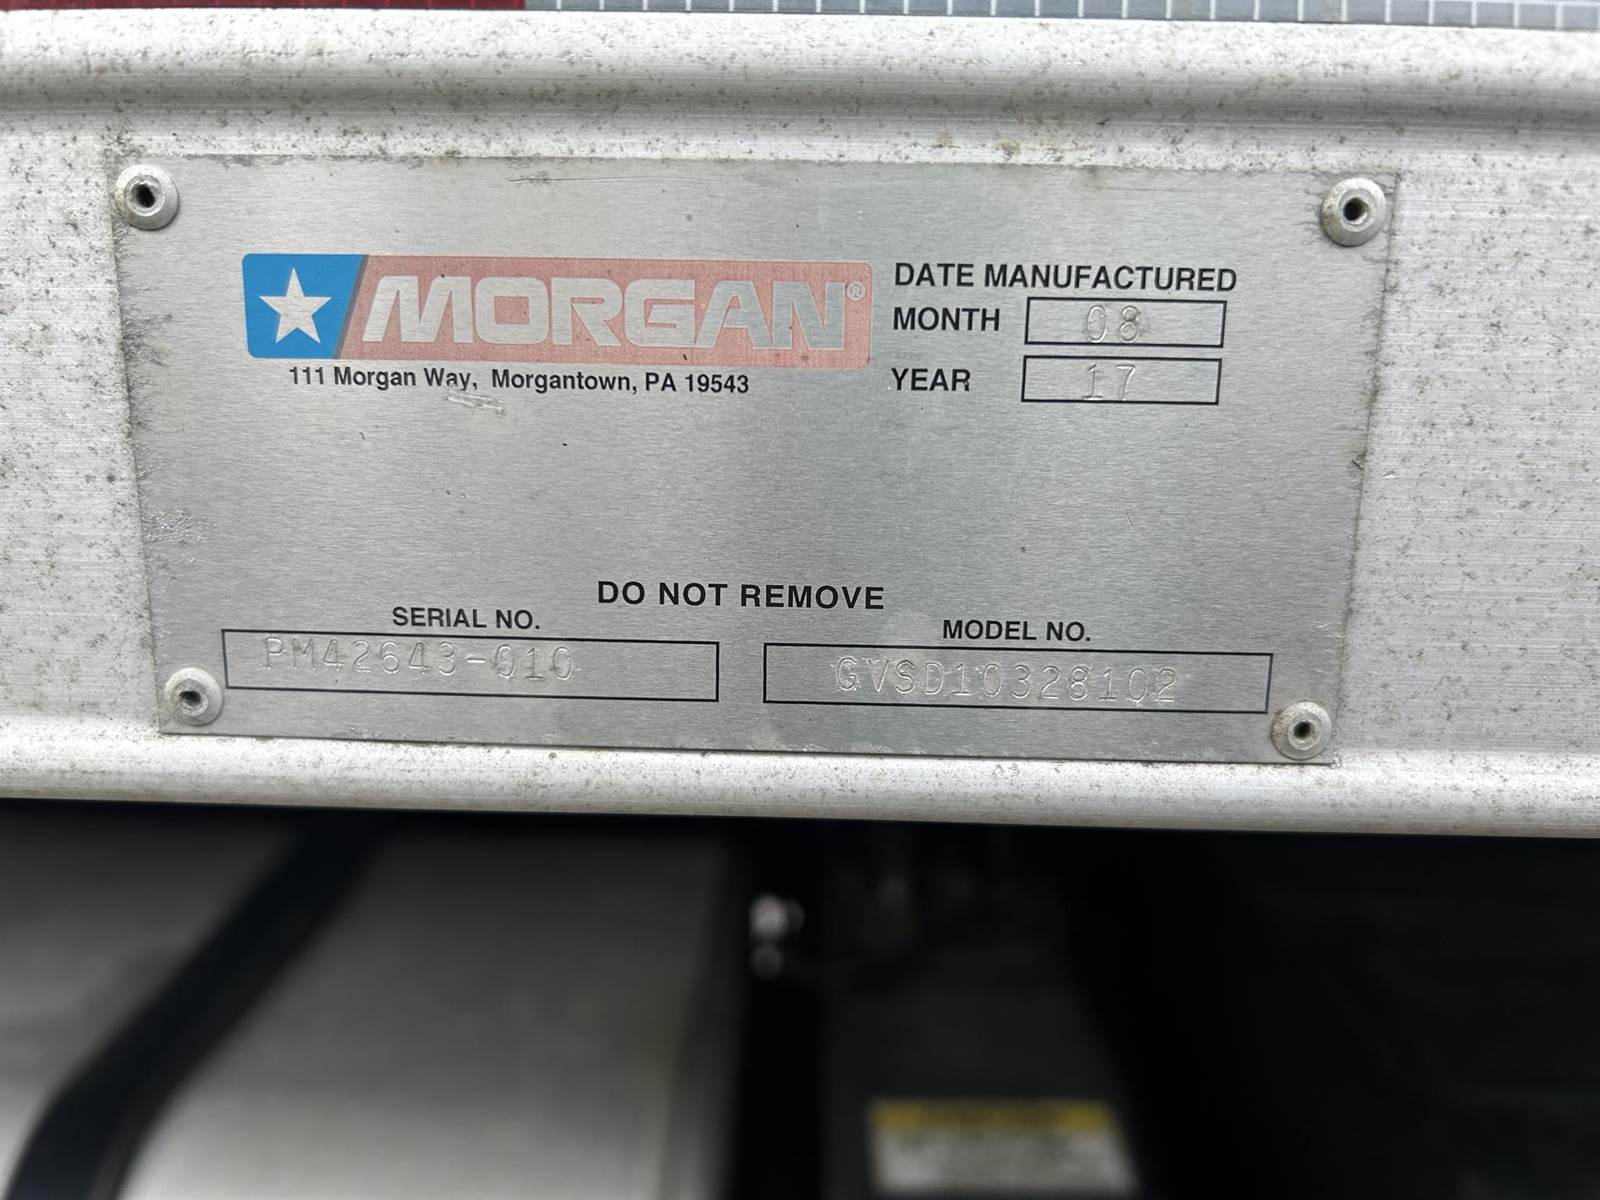 MORGAN®
111 Morgan Way, Morgantown, PA 19543
DATE MANUFACTURED
MONTH 08
YEAR 17
DO NOT REMOVE
SERIAL NO.
PM42643-010
MODEL NO.
GVSD10328102